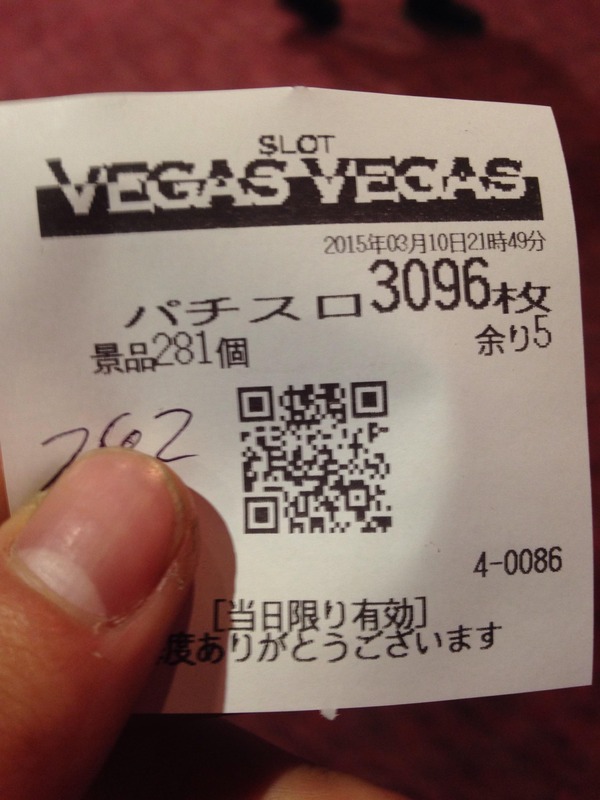 SLOT
VEGAS VEGAS
2015年03月10日21時49分
パチスロ3096枚
景品281個 余り5
262
4-0086
[当日限り有効]
度ありがとうございます